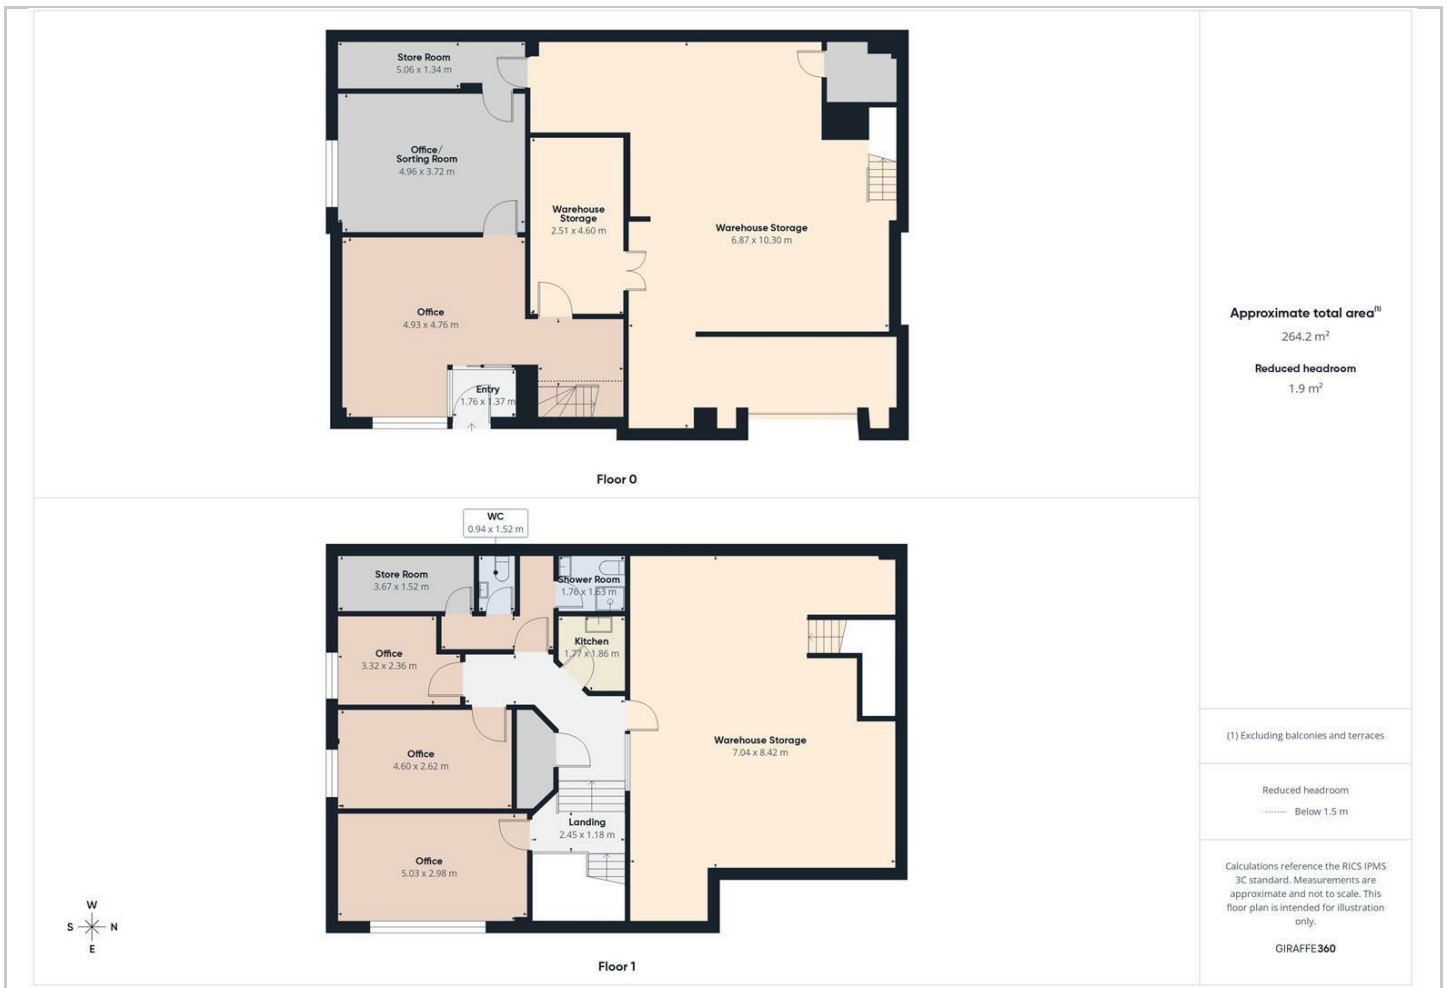 Store Room
5.06 x 1.34 m
Office/
Sorting Room
4.96 x 3.72 m
Warehouse
Storage
2.51 x 4.60 m
Warehouse Storage
6.87 x 10.30 m
Office
4.93 x 4.76 m
Entry
1.76 x 1.37 m
Floor 0
WC
0.94 x 1.52 m
Store Room
3.67 x 1.52 m
Shower Room
1.76 x 1.63 m
Office
3.32 x 2.36 m
Kitchen
1.77 x 1.86 m
Office
4.60 x 2.62 m
Warehouse Storage
7.04 x 8.42 m
Landing
2.45 x 1.18 m
Office
5.03 x 2.98 m
W
S N
E
Floor 1
Approximate total area(1)
264.2 m²
Reduced headroom
1.9 m²
(1) Excluding balconies and terraces
Reduced headroom
Below 1.5 m
Calculations reference the RICS IPMS
3C standard. Measurements are
approximate and not to scale. This
floor plan is intended for illustration
only.
GIRAFFE360